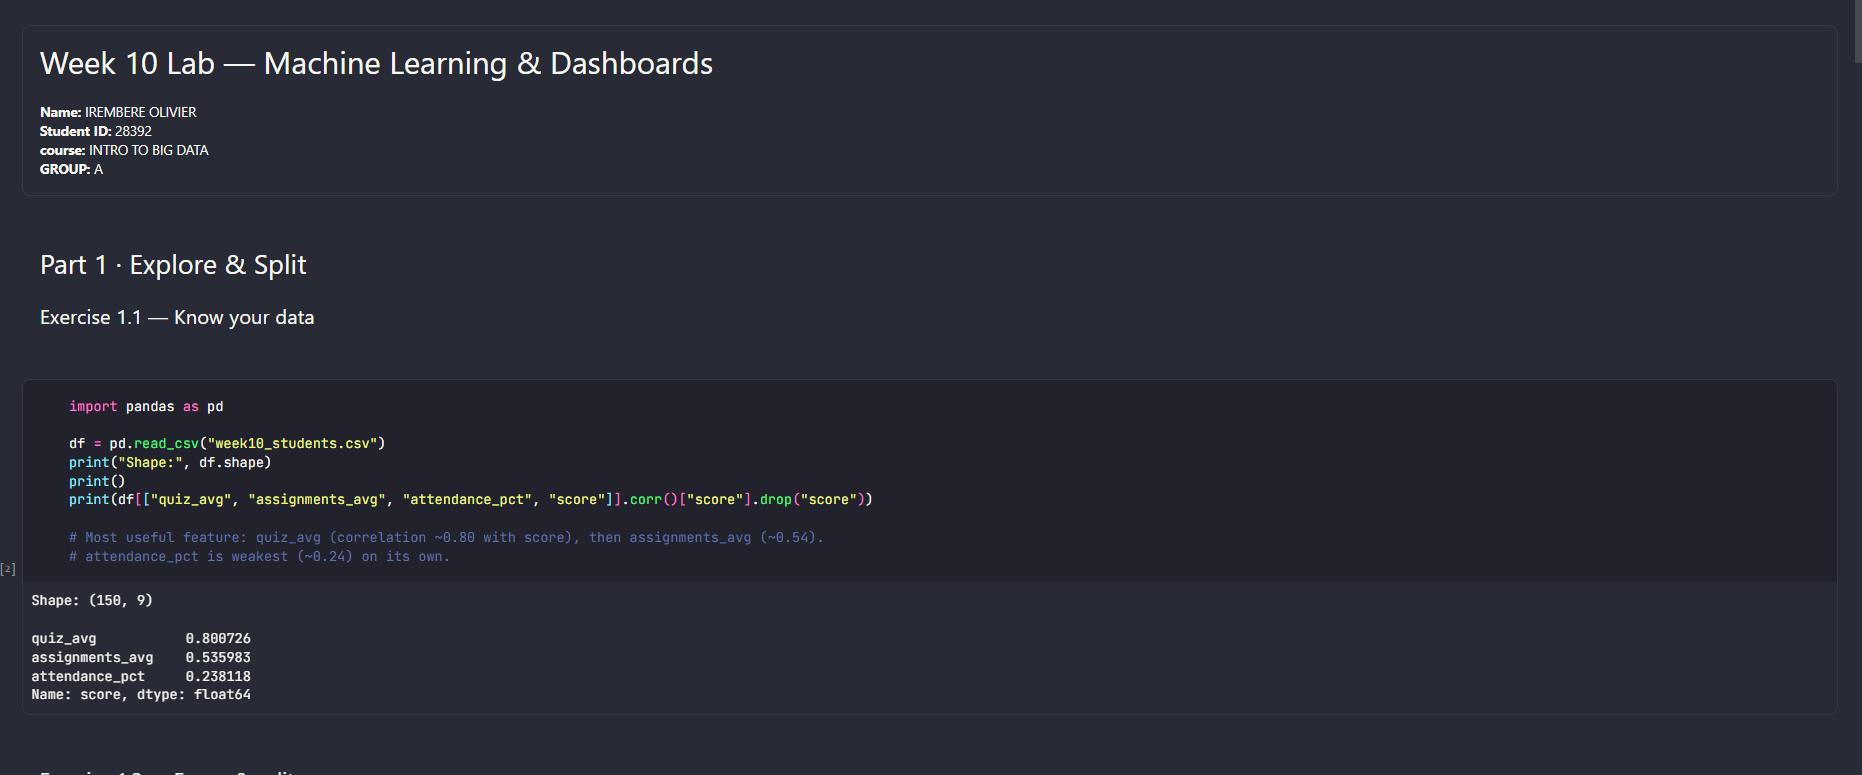 Week 10 Lab — Machine Learning & Dashboards
Name: IREMBERE OLIVIER
Student ID: 28392
course: INTRO TO BIG DATA
GROUP: A
Part 1 · Explore & Split
Exercise 1.1 — Know your data
import pandas as pd
df = pd.read_csv("week10_students.csv")
print("Shape:", df.shape)
print()
print(df[["quiz_avg", "assignments_avg", "attendance_pct", "score"]].corr()["score"].drop("score"))
# Most useful feature: quiz_avg (correlation ~0.80 with score), then assignments_avg (~0.54).
# attendance_pct is weakest (~0.24) on its own.
[2]
Shape: (150, 9)
quiz_avg 0.800726
assignments_avg 0.535983
attendance_pct 0.238118
Name: score, dtype: float64